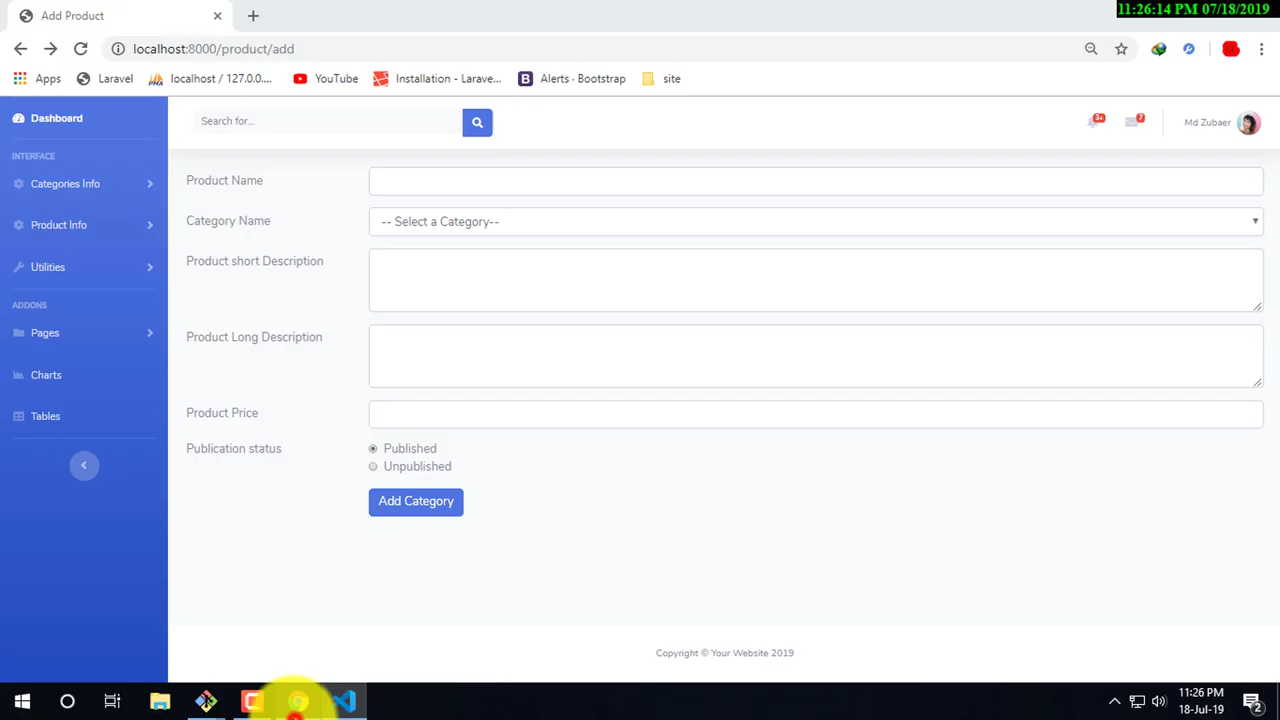 Add Product
11:26:14 PM 07/18/2019
localhost:8000/product/add
Apps
Laravel
localhost / 127.0.0....
YouTube
Installation - Larave...
Alerts · Bootstrap
site
Dashboard
Search for...
3+
7
Md Zubaer
INTERFACE
Categories Info
Product Info
Utilities
ADDONS
Pages
Charts
Tables
Product Name
Category Name
-- Select a Category--
Product short Description
Product Long Description
Product Price
Publication status
Published
Unpublished
Add Category
Copyright © Your Website 2019
11:26 PM
18-Jul-19
2